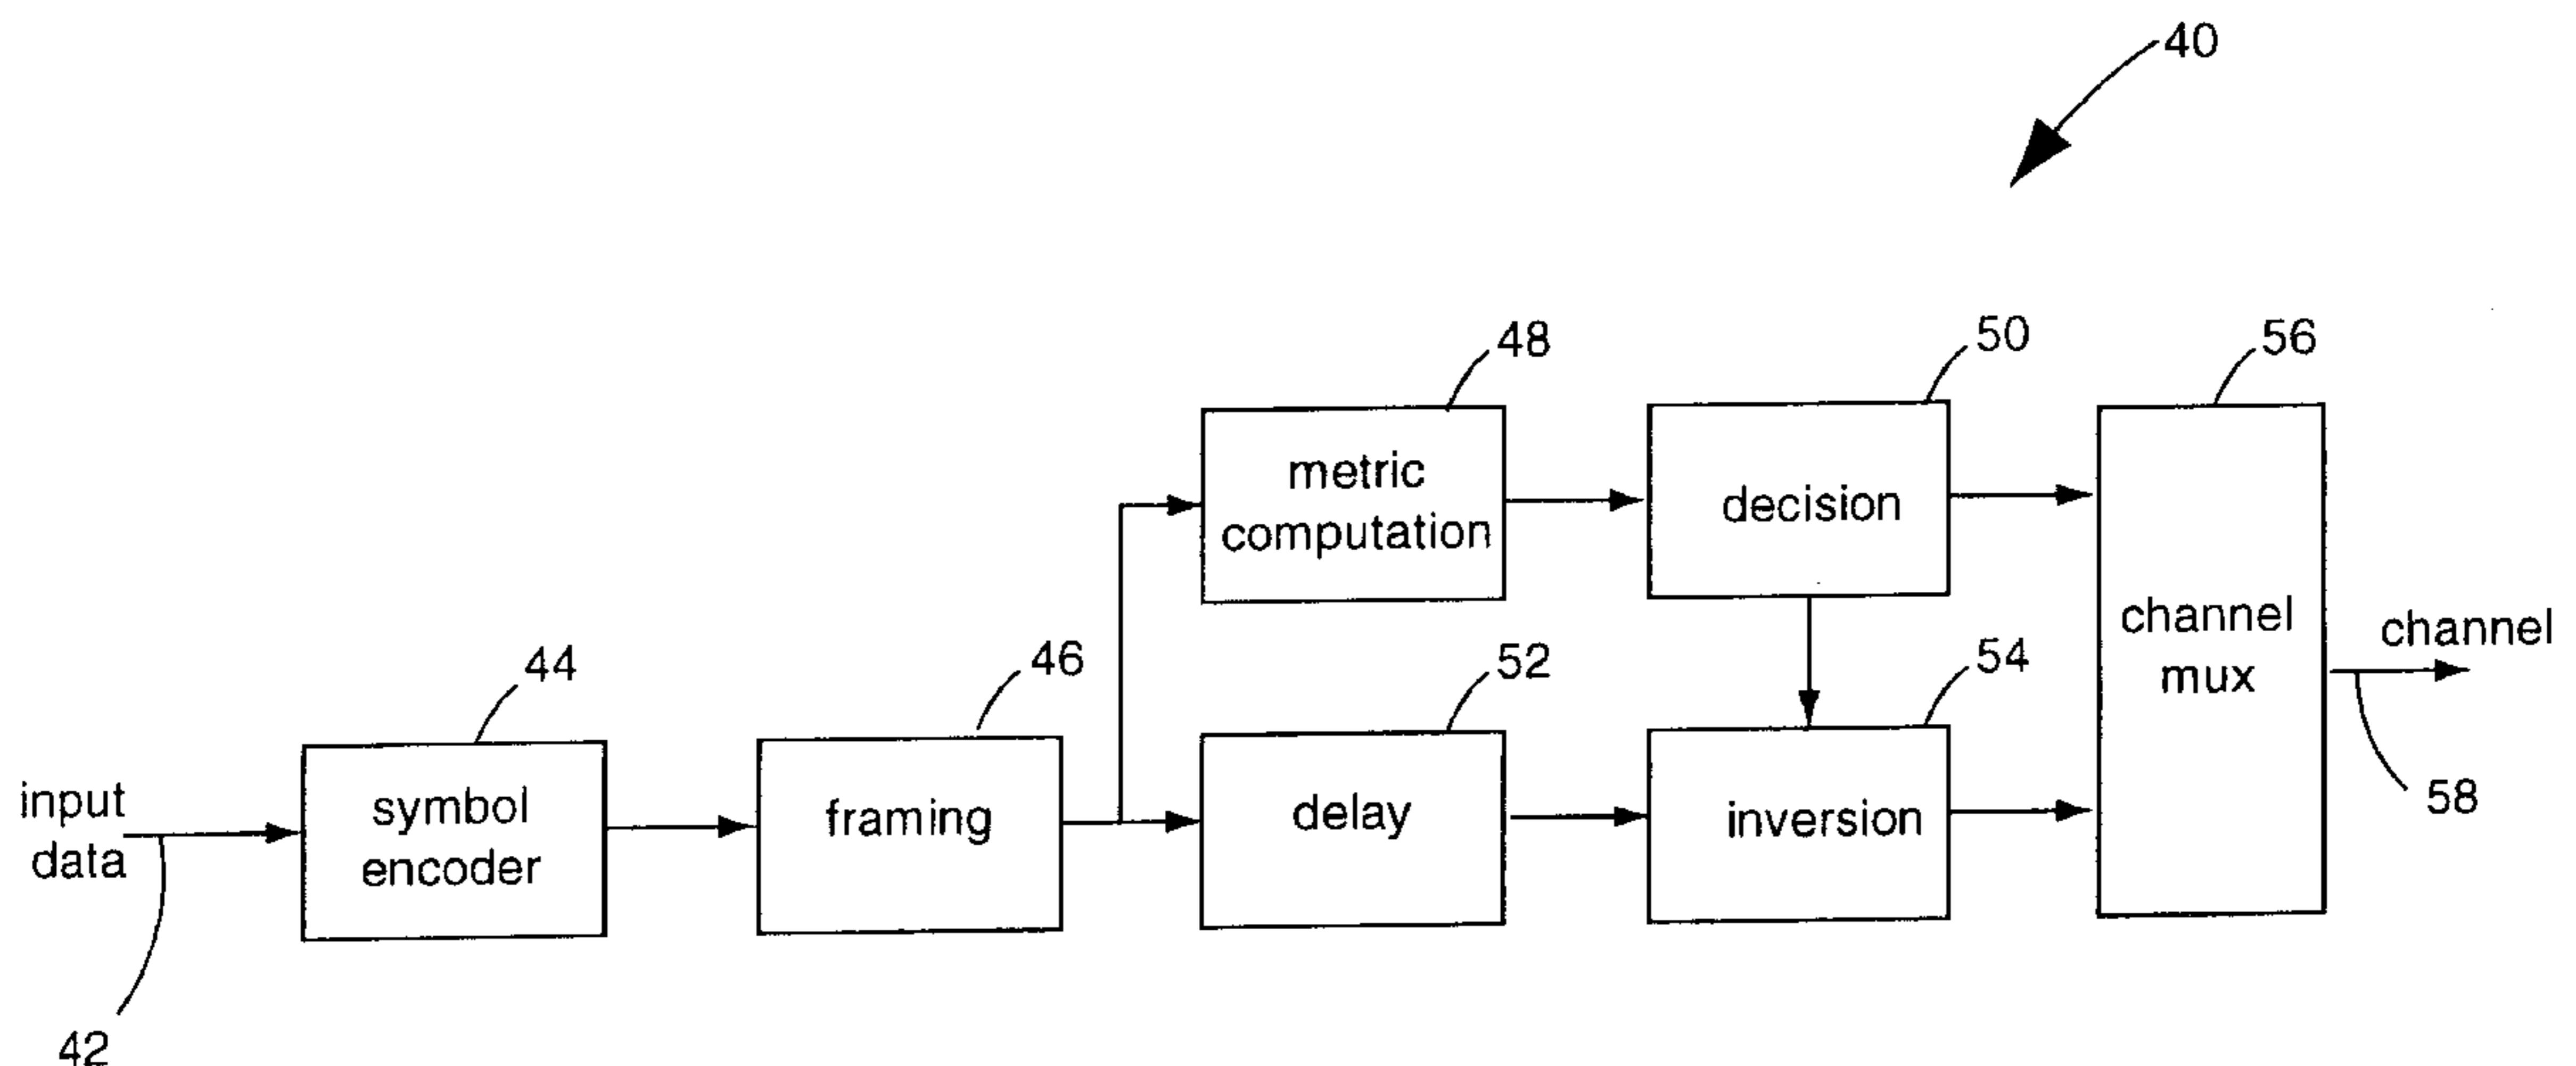 40
48
50
56
metric
computation
decision
channel
mux
channel
44
46
52
54
58
input
data
symbol
encoder
framing
delay
inversion
42